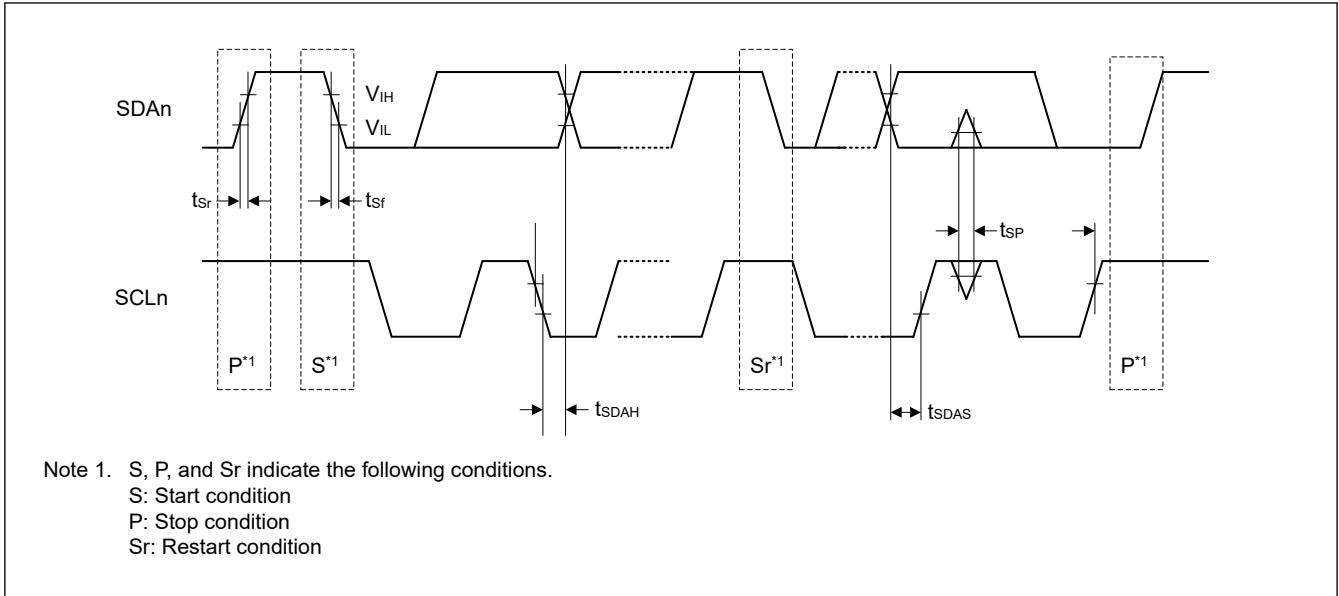 SDAn
VIH
VIL
tSr
tSf
tSP
SCLn
P*1
S*1
Sr*1
P*1
tSDAH
tSDAS
Note 1. S, P, and Sr indicate the following conditions.
S: Start condition
P: Stop condition
Sr: Restart condition